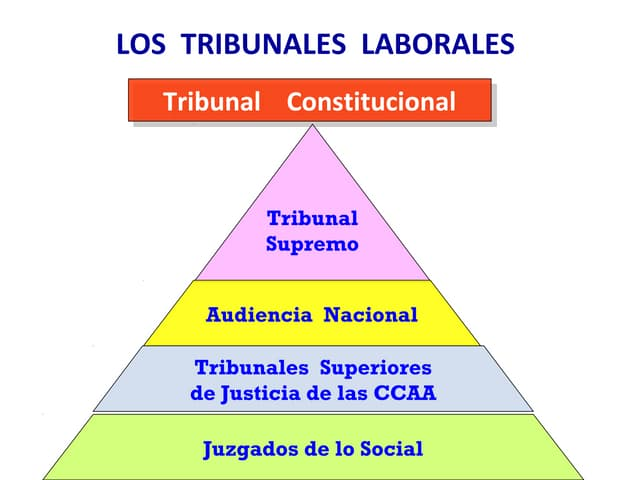 LOS TRIBUNALES LABORALES
Tribunal Constitucional
Tribunal
Supremo
Audiencia Nacional
Tribunales Superiores
de Justicia de las CCAA
Juzgados de lo Social